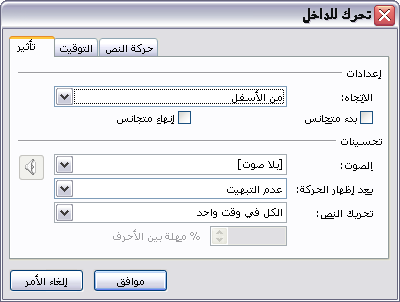 تحرك للداخل
تأثير
التوقيت
حركة النص
إعدادات
الاتجاه:
من الأسفل
بدء متجانس
إنهاء متجانس
تحسينات
الصوت:
[بلا صوت]
بعد إظهار الحركة:
عدم التبهيت
تحريك النص:
الكل في وقت واحد
% مهلة بين الأحرف
موافق
إلغاء الأمر